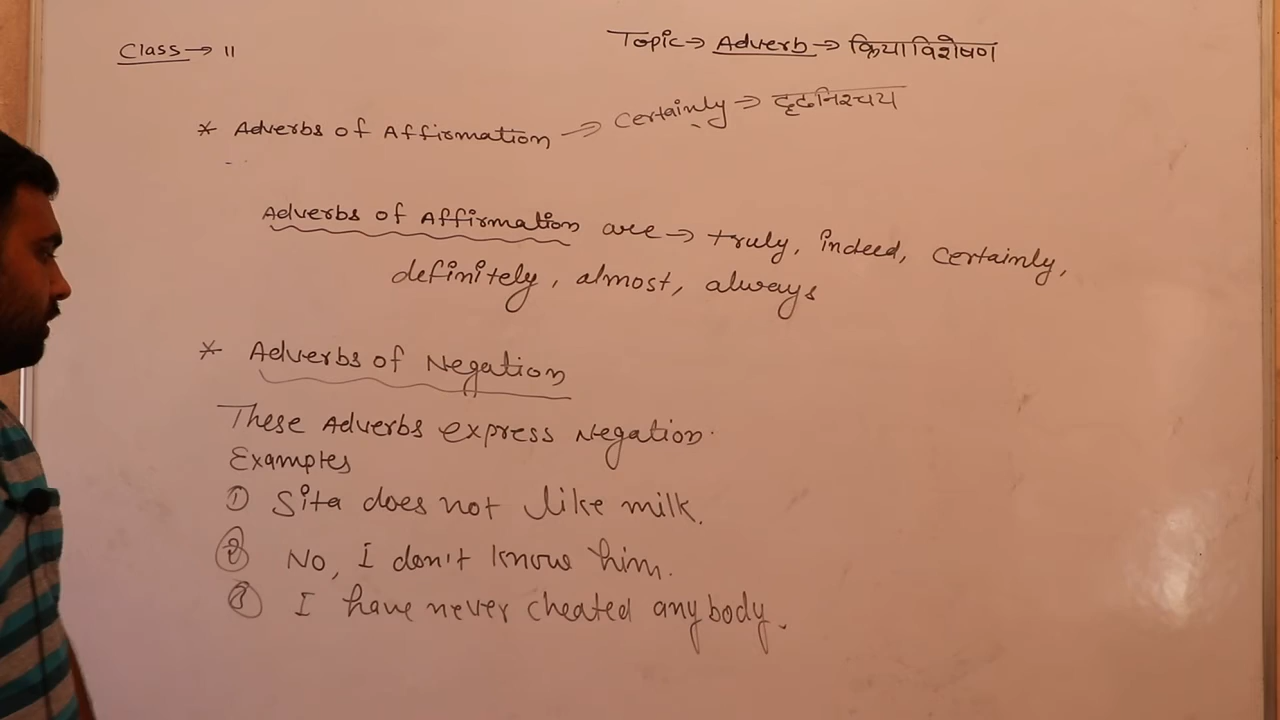 Class → 11
Topic → Adverb → क्रियाविशेषण
* Adverbs of Affirmation → Certainly → दृढनिश्चय
Adverbs of Affirmation are → truly, indeed, certainly,
definitely, almost, always
* Adverbs of Negation
These Adverbs express Negation.
Examples
① Sita does not like milk.
② No, I don't know him.
③ I have never cheated anybody.